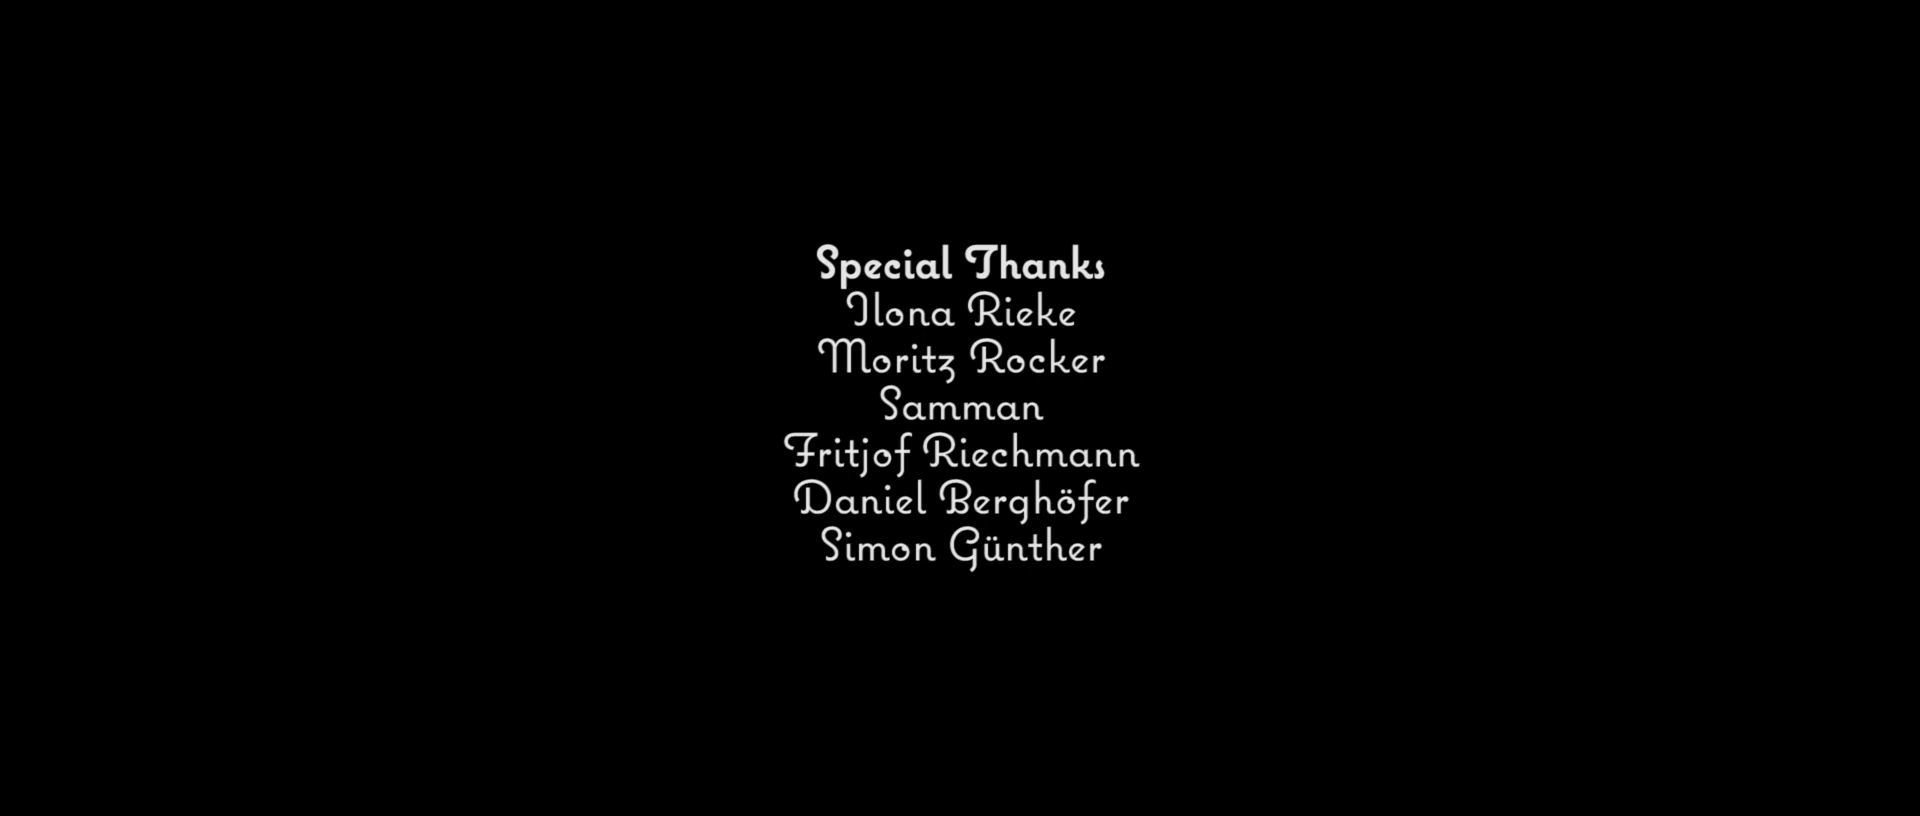 Special Thanks
Ilona Rieke
Moritz Rocker
Samman
Fritjof Riechmann
Daniel Berghöfer
Simon Günther